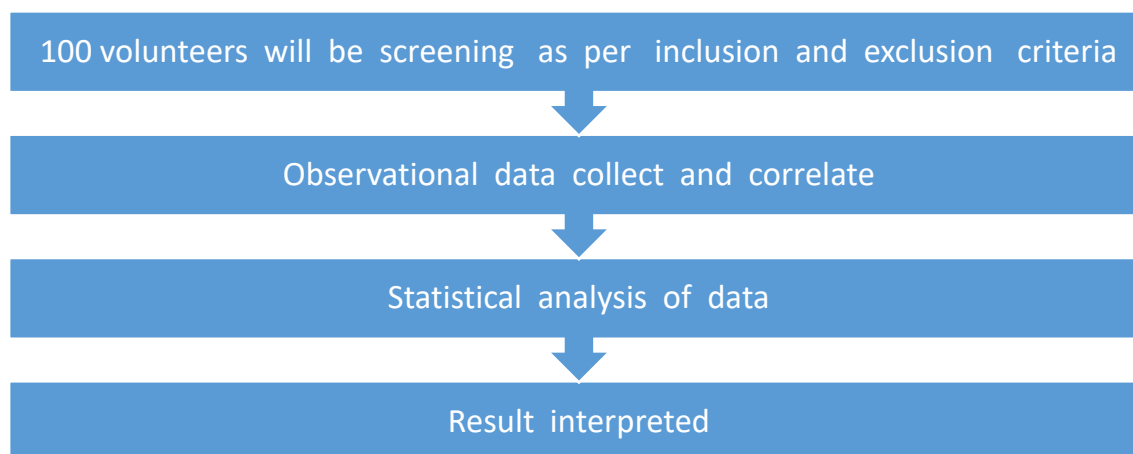 100 volunteers will be screening as per inclusion and exclusion criteria
Observational data collect and correlate
Statistical analysis of data
Result interpreted